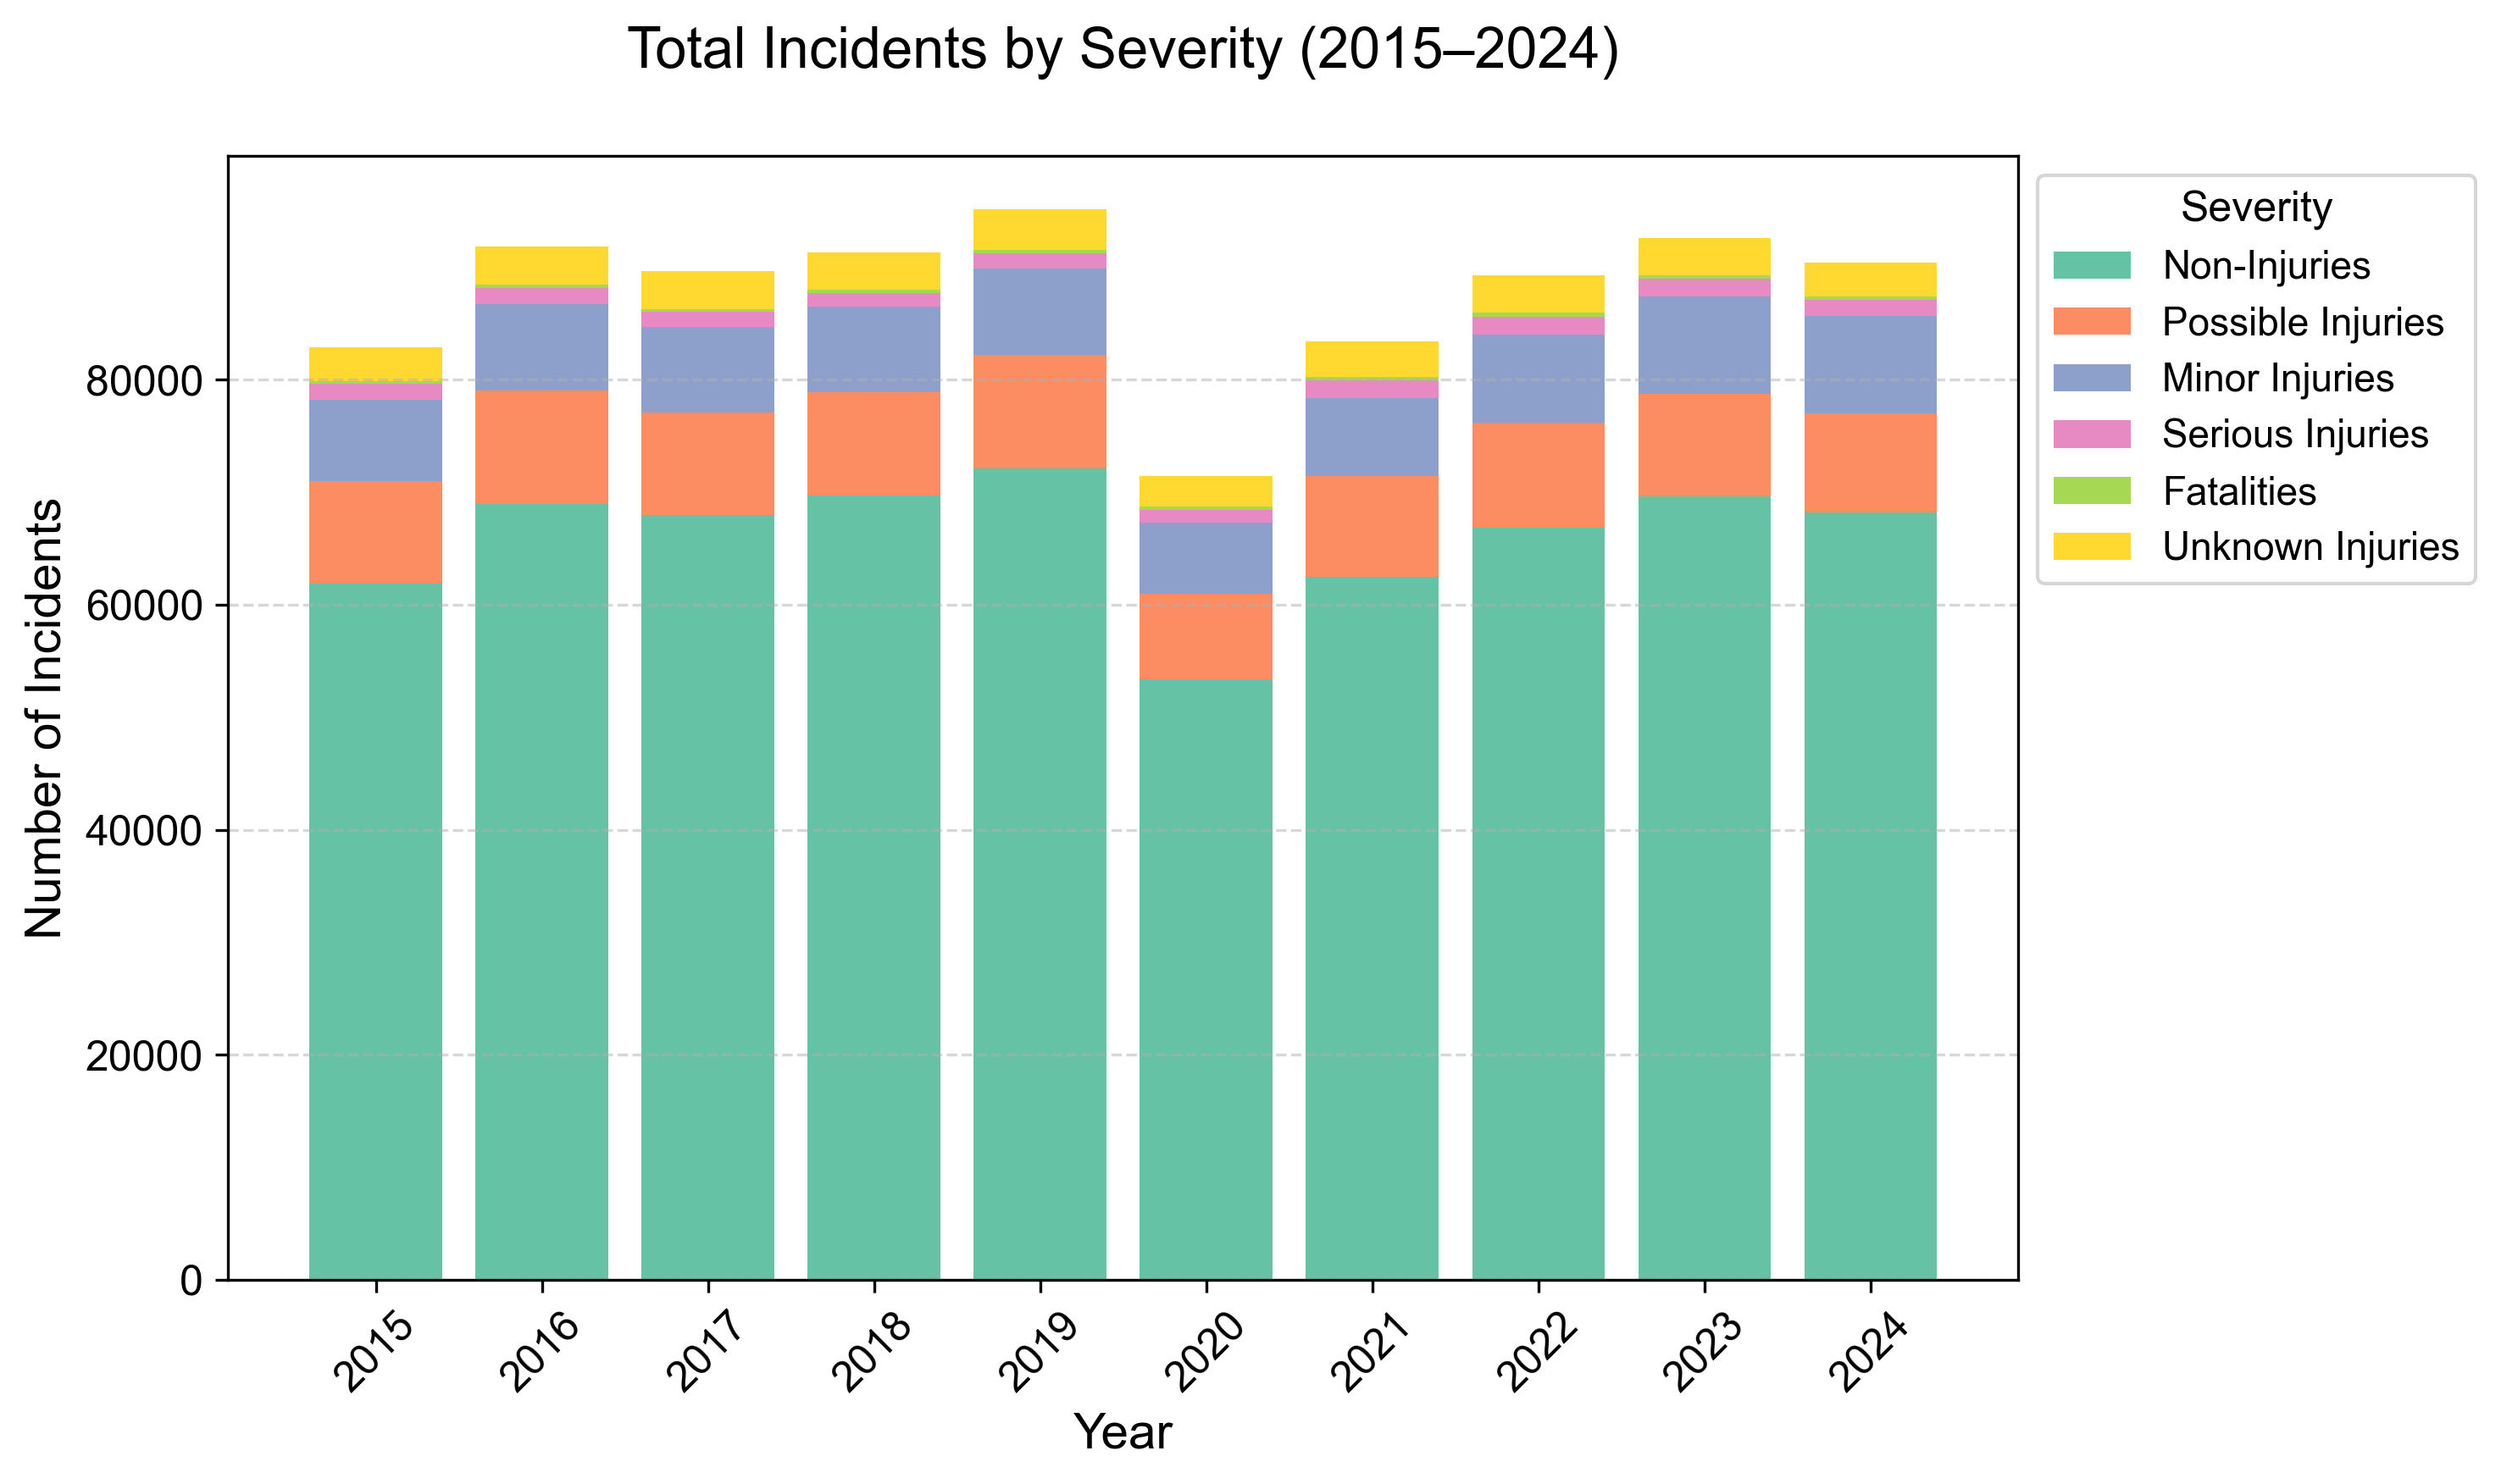 Total Incidents by Severity (2015–2024)
Severity
Non-Injuries
Possible Injuries
Minor Injuries
Serious Injuries
Fatalities
Unknown Injuries
Number of Incidents
80000
60000
40000
20000
0
2015
2016
2017
2018
2019
2020
2021
2022
2023
2024
Year